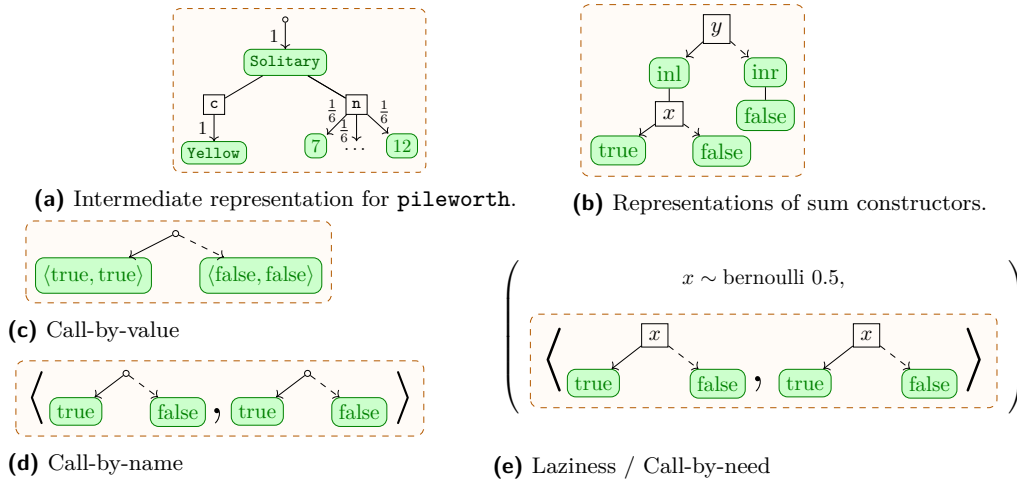 1
Solitary
c
n
1
1/6
1/6
1/6
Yellow
7
...
12
(a) Intermediate representation for pileworth.
y
inl
inr
x
false
true
false
(b) Representations of sum constructors.
⟨true, true⟩
⟨false, false⟩
(c) Call-by-value
⟨ true false , true false ⟩
(d) Call-by-name
( x ∼ bernoulli 0.5, )
x x
⟨ true false , true false ⟩
(e) Laziness / Call-by-need